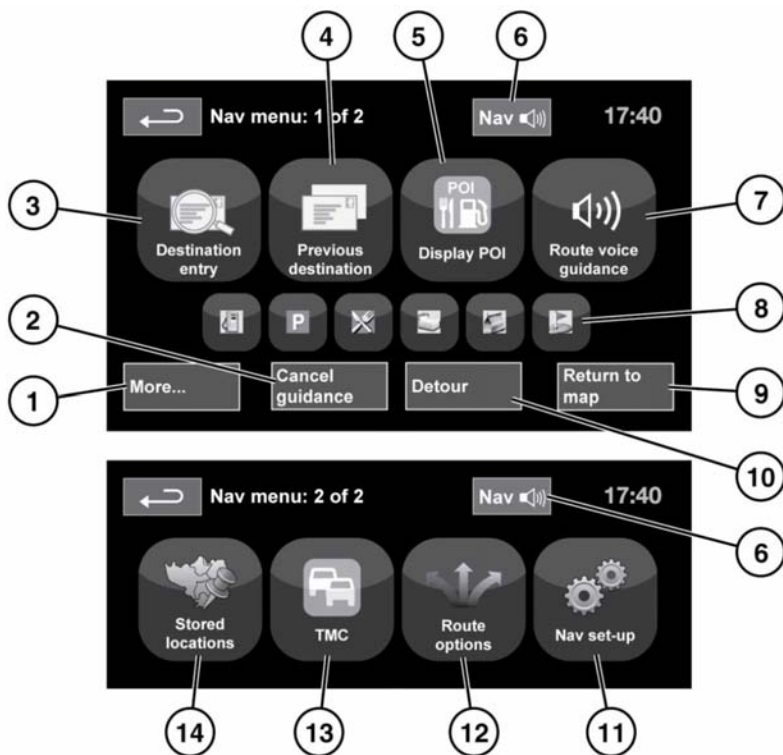 4
5
6
Nav menu: 1 of 2
Nav
17:40
3
POI
7
Destination
entry
Previous
destination
Display POI
Route voice
guidance
2
P
8
More...
Cancel
guidance
Detour
Return to
map
1
9
10
Nav menu: 2 of 2
Nav
17:40
6
Stored
locations
TMC
Route
options
Nav set-up
14
13
12
11